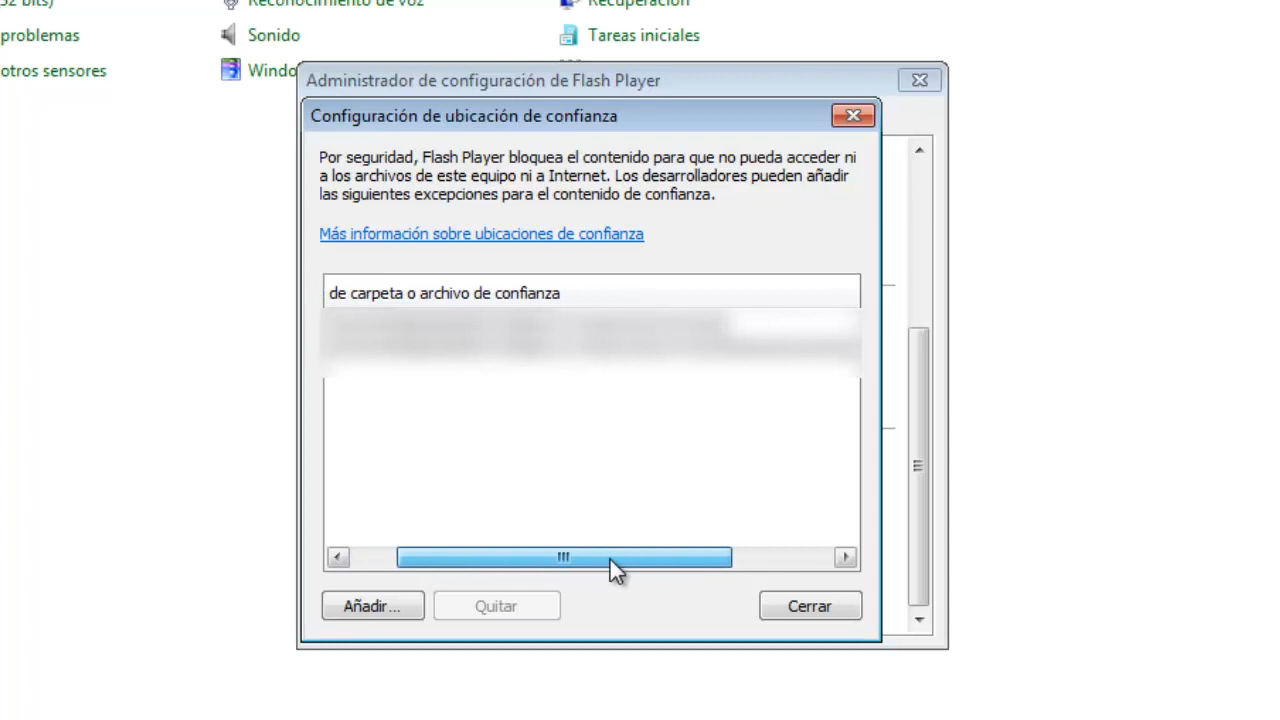 Reconocimiento de voz
Recuperación
problemas
Sonido
Tareas iniciales
otros sensores
Administrador de configuración de Flash Player
Configuración de ubicación de confianza
Por seguridad, Flash Player bloquea el contenido para que no pueda acceder ni
a los archivos de este equipo ni a Internet. Los desarrolladores pueden añadir
las siguientes excepciones para el contenido de confianza.
Más información sobre ubicaciones de confianza
de carpeta o archivo de confianza
Añadir...
Quitar
Cerrar